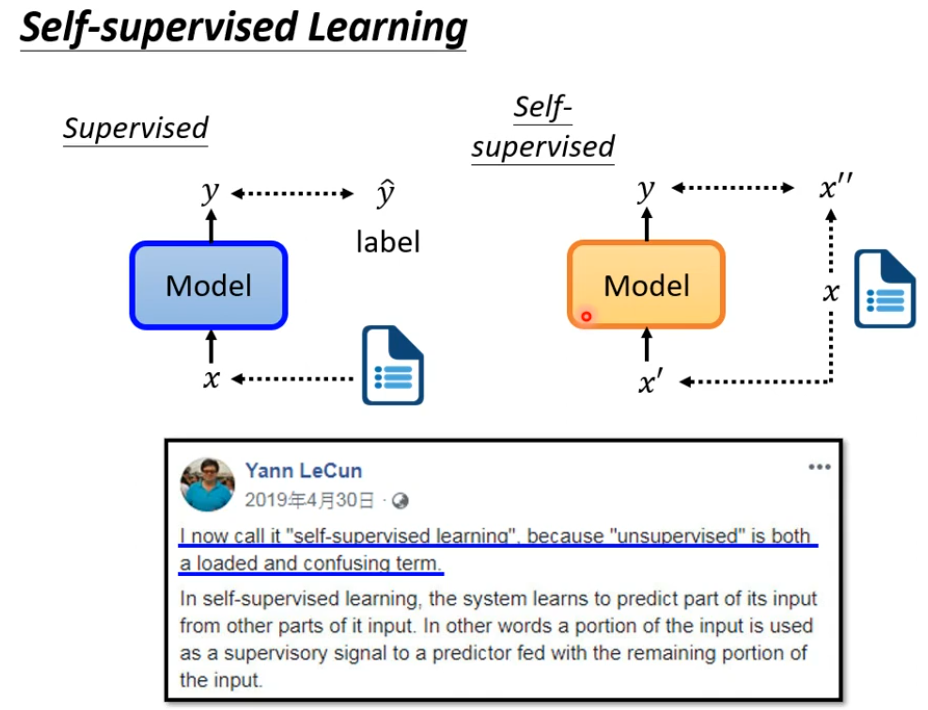 Self-supervised Learning
Supervised
Self-
supervised
y
ŷ
label
Model
x
y
x′′
Model
x
x′
Yann LeCun
2019年4月30日 ·
I now call it "self-supervised learning", because "unsupervised" is both
a loaded and confusing term.
In self-supervised learning, the system learns to predict part of its input
from other parts of it input. In other words a portion of the input is used
as a supervisory signal to a predictor fed with the remaining portion of
the input.